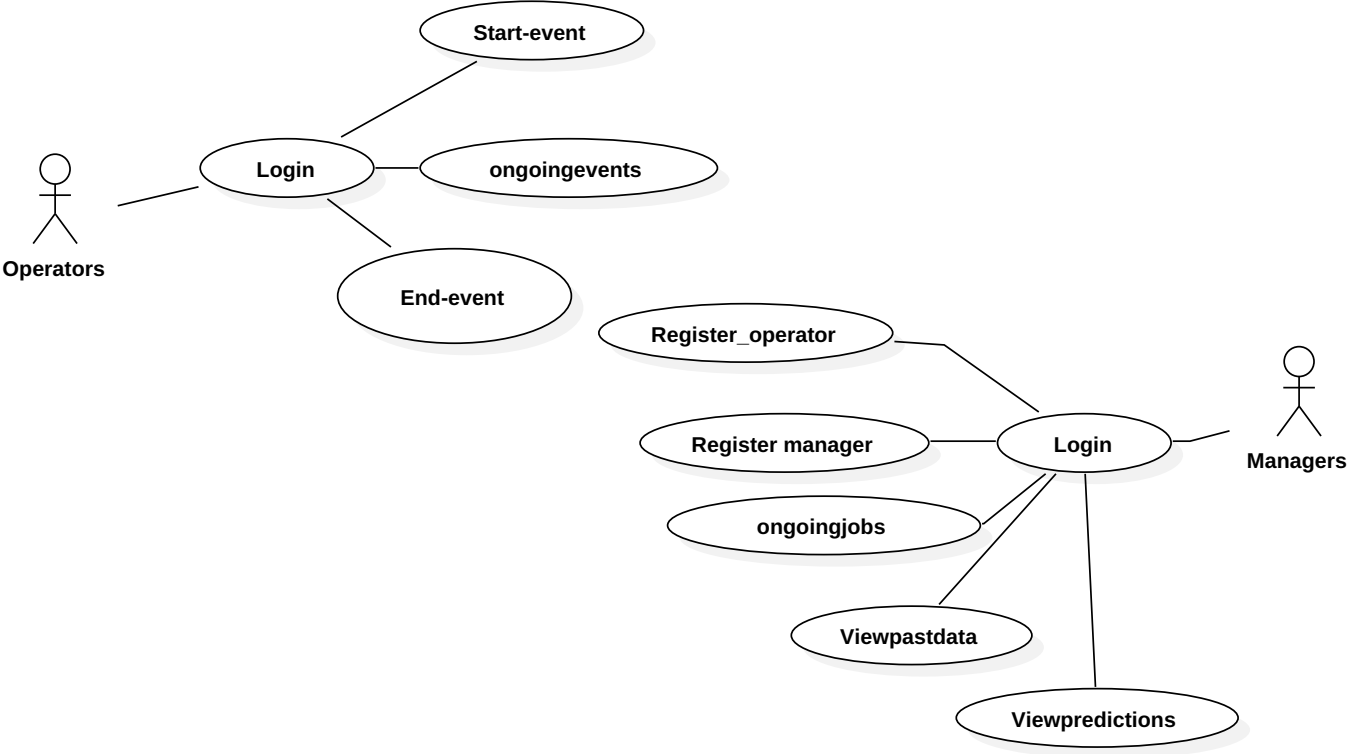 Start-event
Login
ongoingevents
Operators
End-event
Register_operator
Register manager
Login
Managers
ongoingjobs
Viewpastdata
Viewpredictions